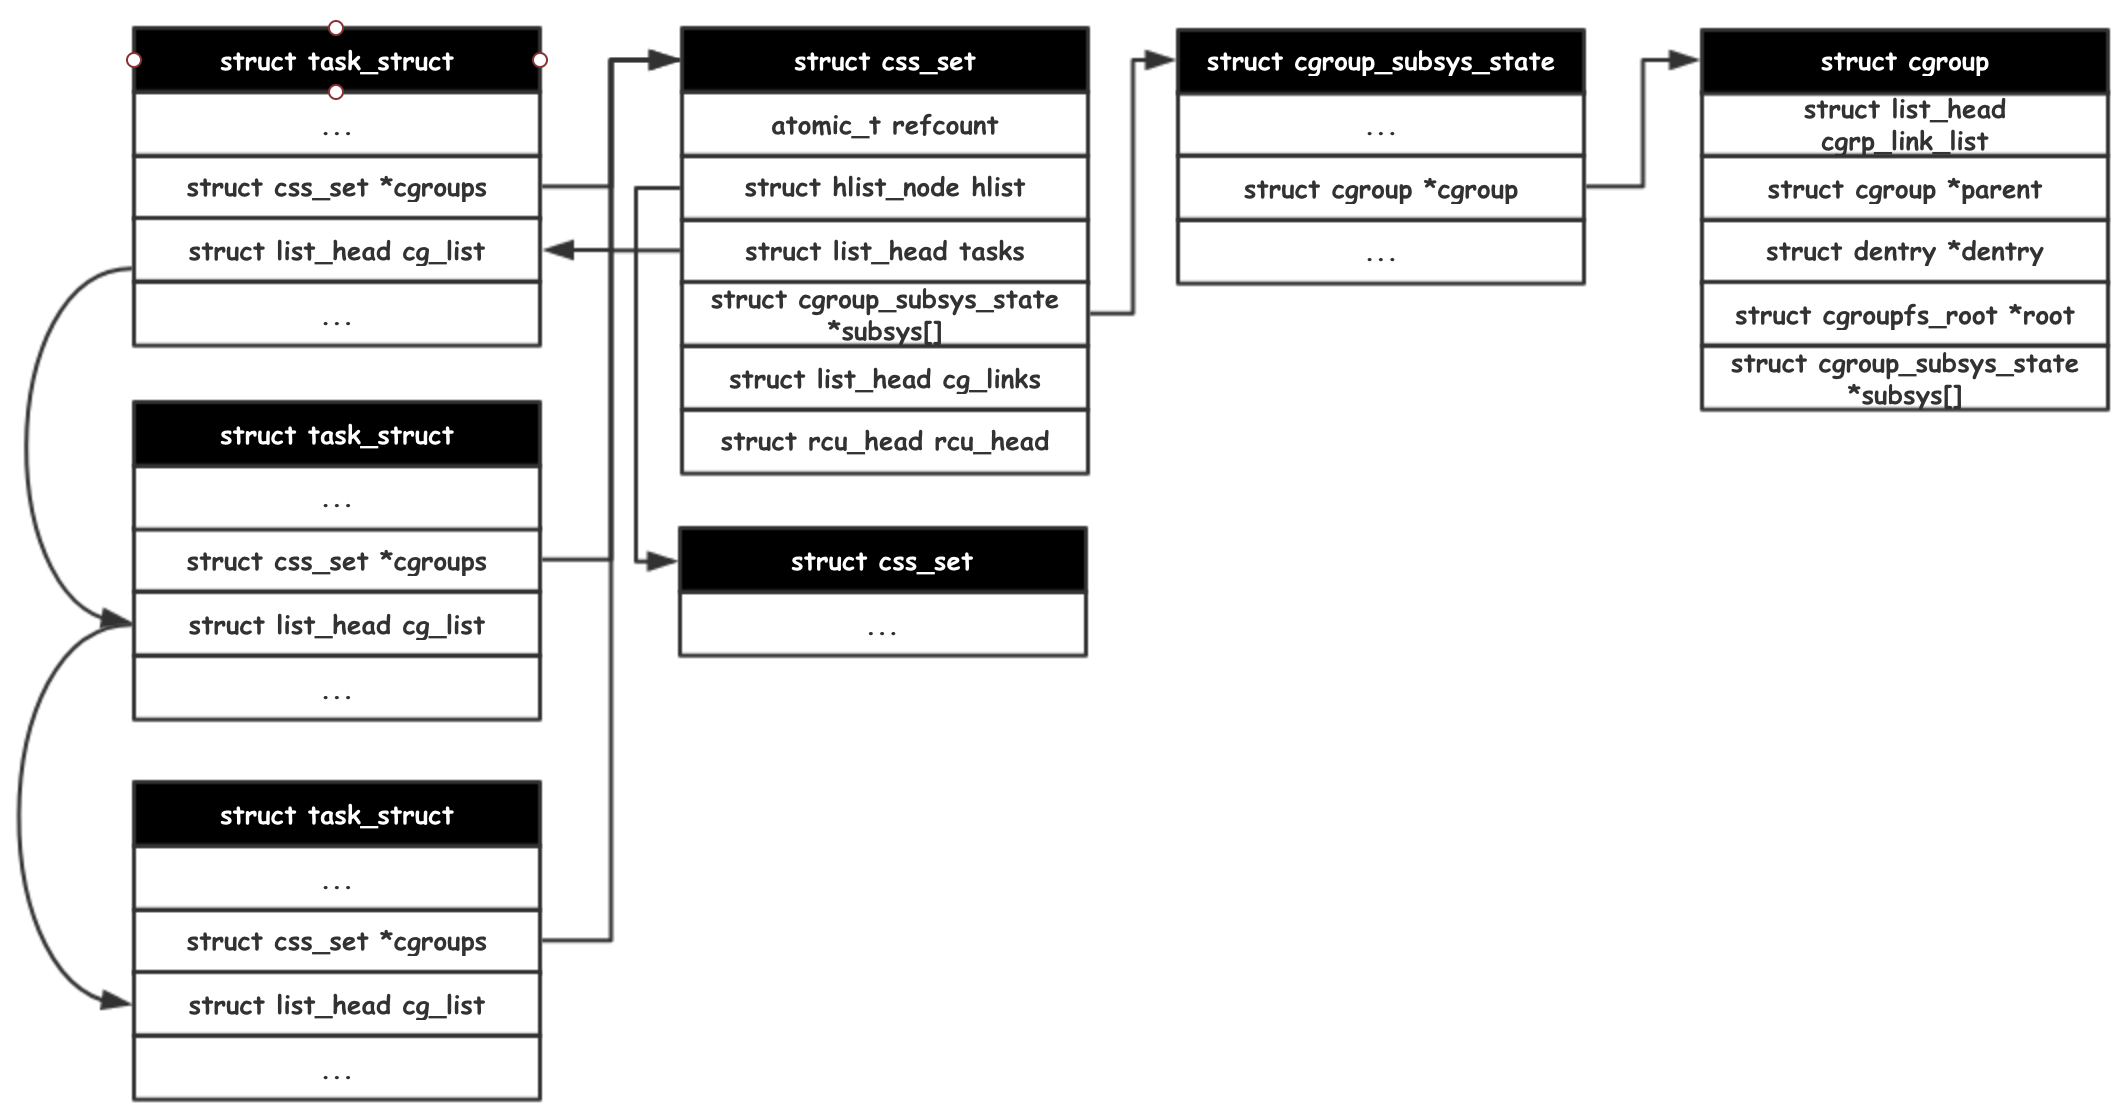 struct task_struct
...
struct css_set *cgroups
struct list_head cg_list
...
struct task_struct
...
struct css_set *cgroups
struct list_head cg_list
...
struct task_struct
...
struct css_set *cgroups
struct list_head cg_list
...
struct css_set
atomic_t refcount
struct hlist_node hlist
struct list_head tasks
struct cgroup_subsys_state
*subsys[]
struct list_head cg_links
struct rcu_head rcu_head
struct css_set
...
struct cgroup_subsys_state
...
struct cgroup *cgroup
...
struct cgroup
struct list_head
cgrp_link_list
struct cgroup *parent
struct dentry *dentry
struct cgroupfs_root *root
struct cgroup_subsys_state
*subsys[]